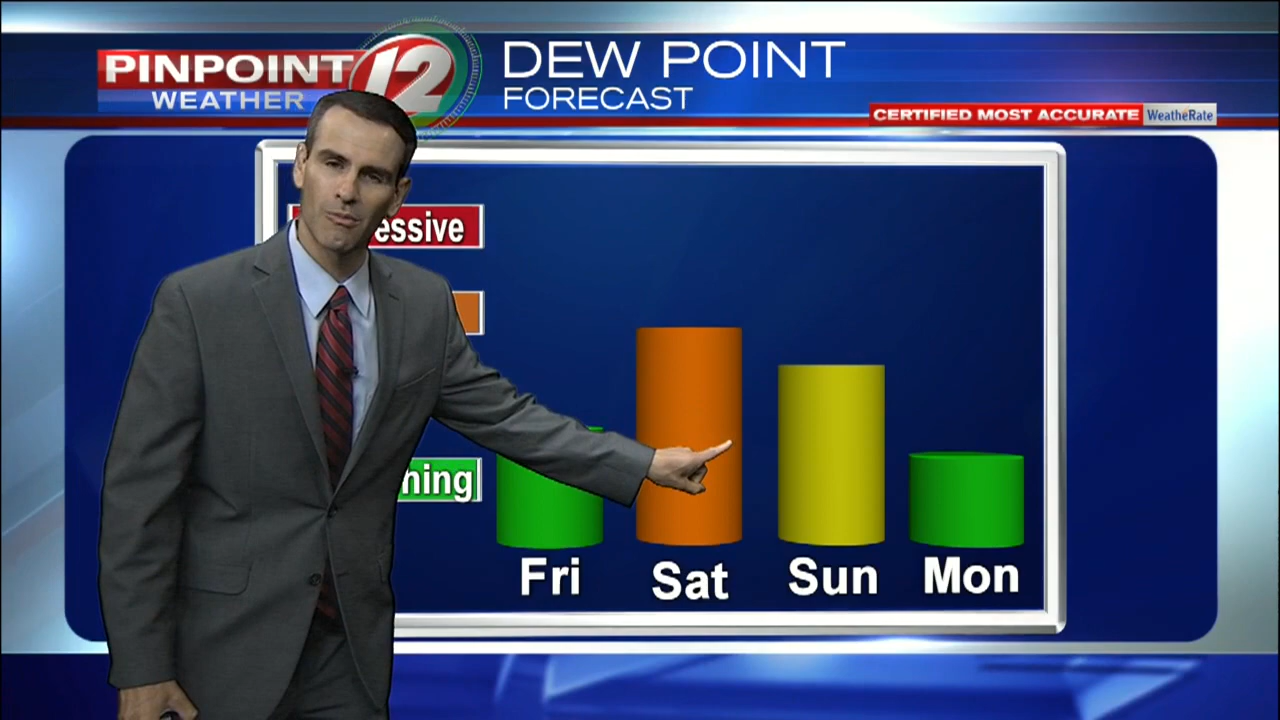 PINPOINT
WEATHER
12
DEW POINT
FORECAST
CERTIFIED MOST ACCURATE
WeatheRate
essive
ning
Fri
Sat
Sun
Mon